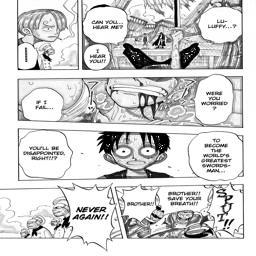 LU-
LUFFY...?
CAN YOU...
HEAR ME?
I
HEAR
YOU!!
WERE
YOU
WORRIED
?
IF I
FAIL...
TO
BECOME
THE
WORLD'S
GREATEST
SWORDS-
MAN...
YOU'LL BE
DISAPPOINTED,
RIGHT!?
BROTHER!!
SAVE YOUR
BREATH!!
BROTHER!!
NEVER
AGAIN!!